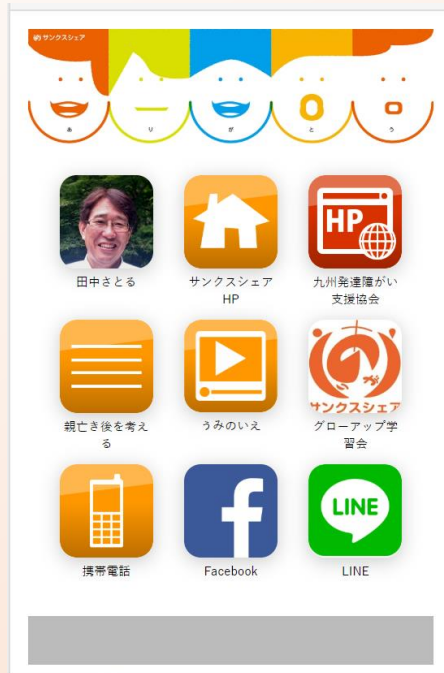 サンクスシェア
あ り が と う
田中さとる
サンクスシェア
HP
HP
九州発達障がい
支援協会
親亡き後を考え
る
うみのいえ
サンクスシェア
グローアップ学
習会
携帯電話
Facebook
LINE
LINE